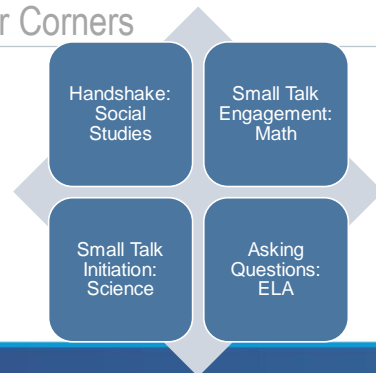 r Corners
Handshake:
Social
Studies
Small Talk
Engagement:
Math
Small Talk
Initiation:
Science
Asking
Questions:
ELA